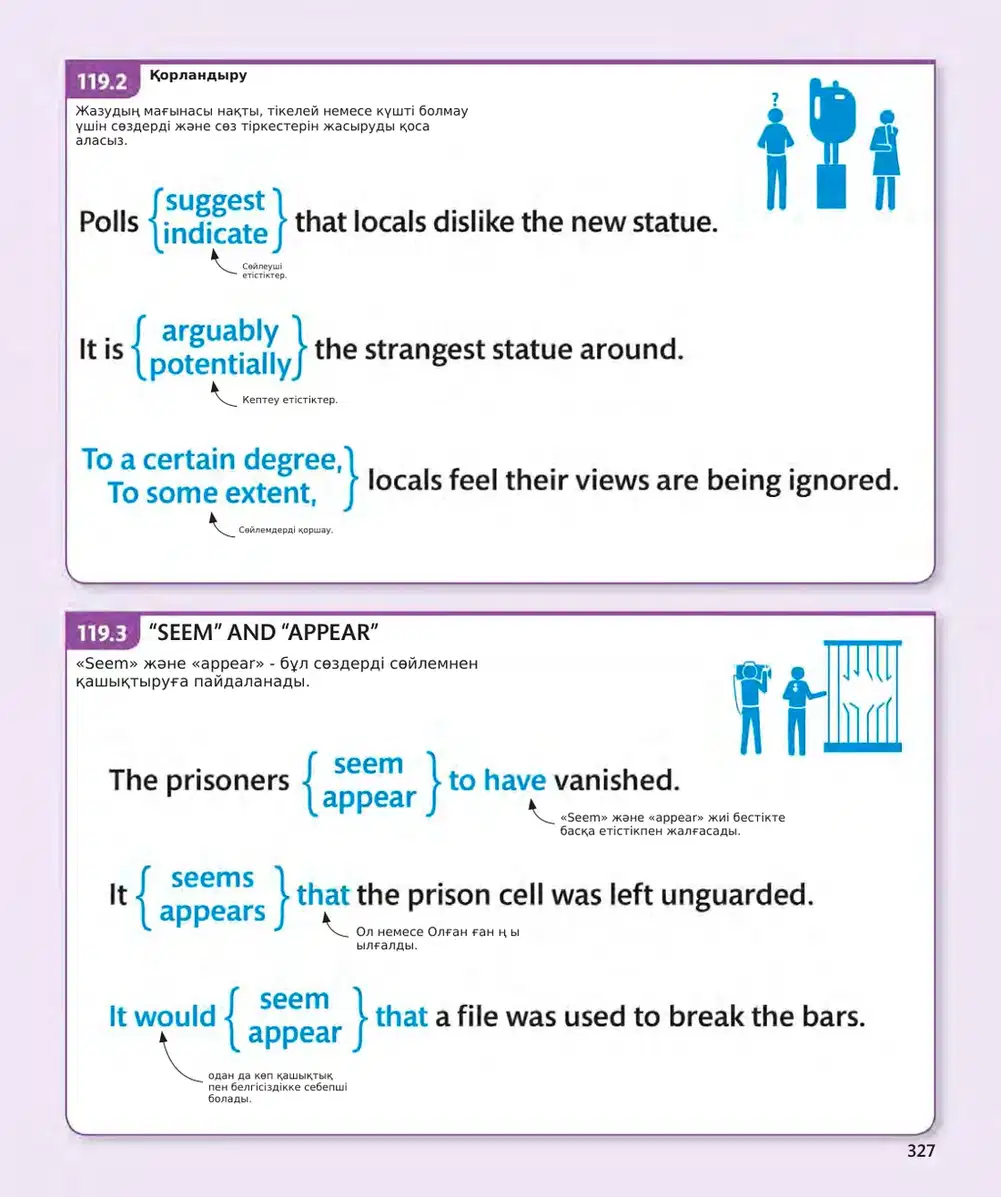 119.2 Қорландыру
Жазудың мағынасы нақты, тікелей немесе күшті болмау
үшін сөздерді және сөз тіркестерін жасыруды қоса
аласыз.
?
Polls { suggest
indicate } that locals dislike the new statue.
Сөйлеуші
етістіктер.
It is { arguably
potentially } the strangest statue around.
Кептеу етістіктер.
To a certain degree,
To some extent, } locals feel their views are being ignored.
Сөйлемдерді қоршау.
119.3 “SEEM” AND “APPEAR”
«Seem» және «appear» - бұл сөздерді сөйлемнен
қашықтыруға пайдаланады.
The prisoners { seem
appear } to have vanished.
«Seem» және «appear» жиі бестікте
басқа етістікпен жалғасады.
It { seems
appears } that the prison cell was left unguarded.
Ол немесе Олған ған ң ы
ылғалды.
It would { seem
appear } that a file was used to break the bars.
одан да көп қашықтық
пен белгісіздікке себепші
болады.
327